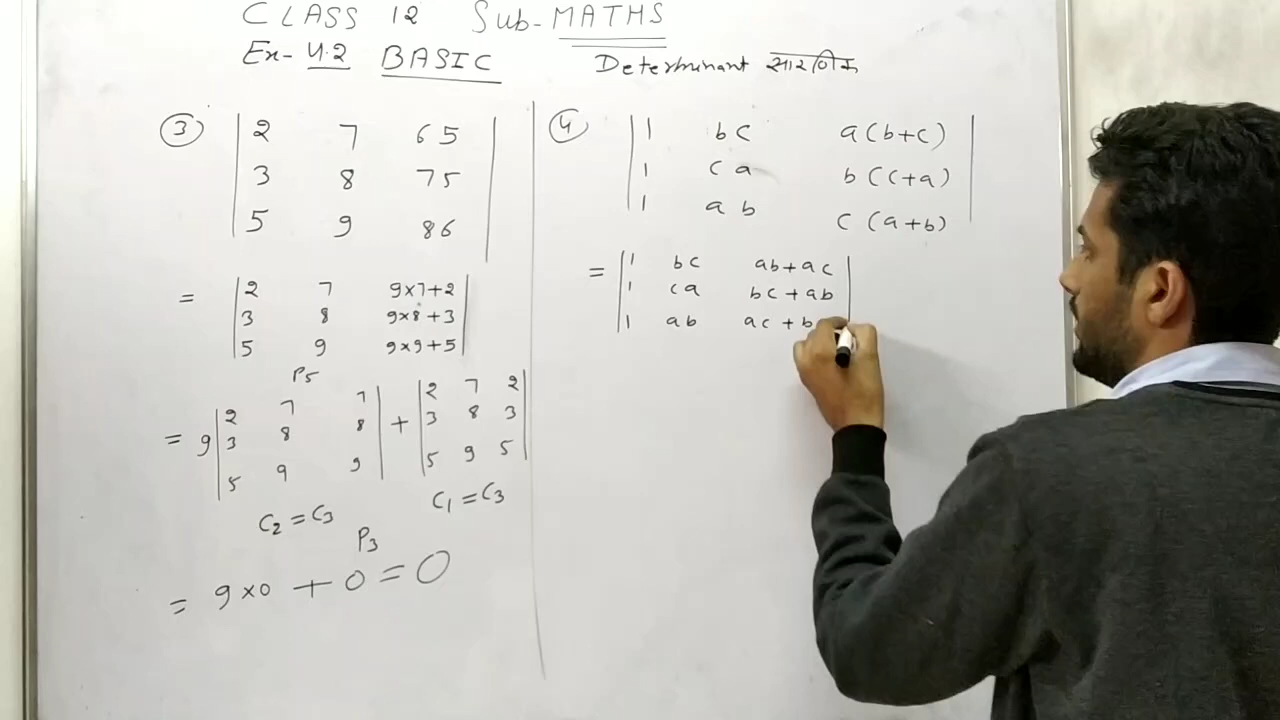 CLASS 12 Sub-MATHS
Ex-4.2 BASIC Determinant सारणिक
③ |2 7 65|
|3 8 75|
|5 9 86|
= |2 7 9×7+2|
|3 8 9×8+3|
|5 9 9×9+5|
P5
= 9 |2 7 7| + |2 7 2|
|3 8 8| |3 8 3|
|5 9 9| |5 9 5|
C2=C3 C1=C3
P3
= 9×0 + 0 = 0
④ |1 bc a(b+c)|
|1 ca b(c+a)|
|1 ab c(a+b)|
= |1 bc ab+ac|
|1 ca bc+ab|
|1 ab ac+b